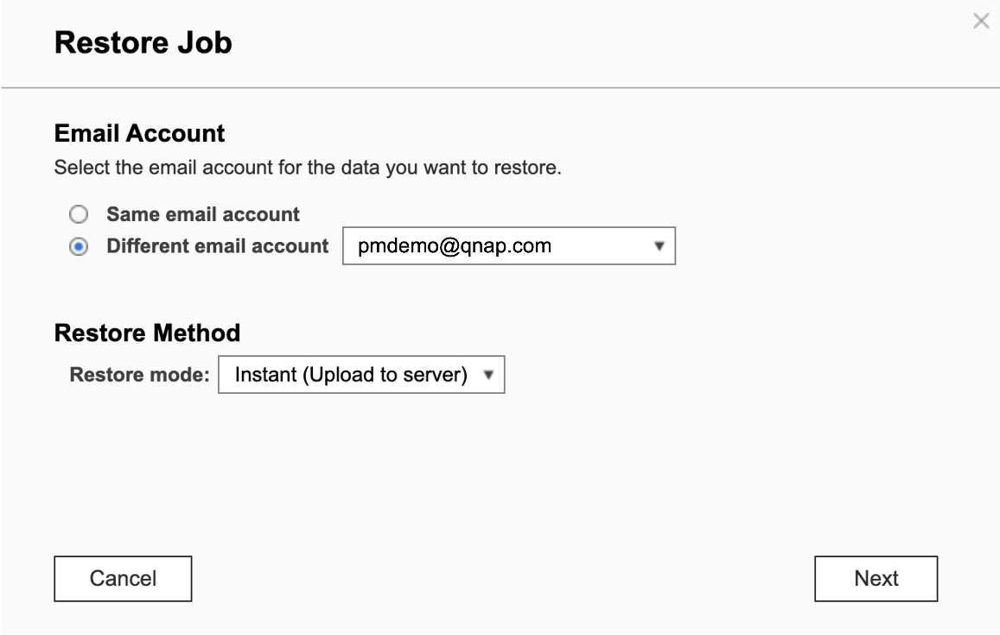 Restore Job
Email Account
Select the email account for the data you want to restore.
Same email account
Different email account pmdemo@qnap.com
Restore Method
Restore mode: Instant (Upload to server)
Cancel Next